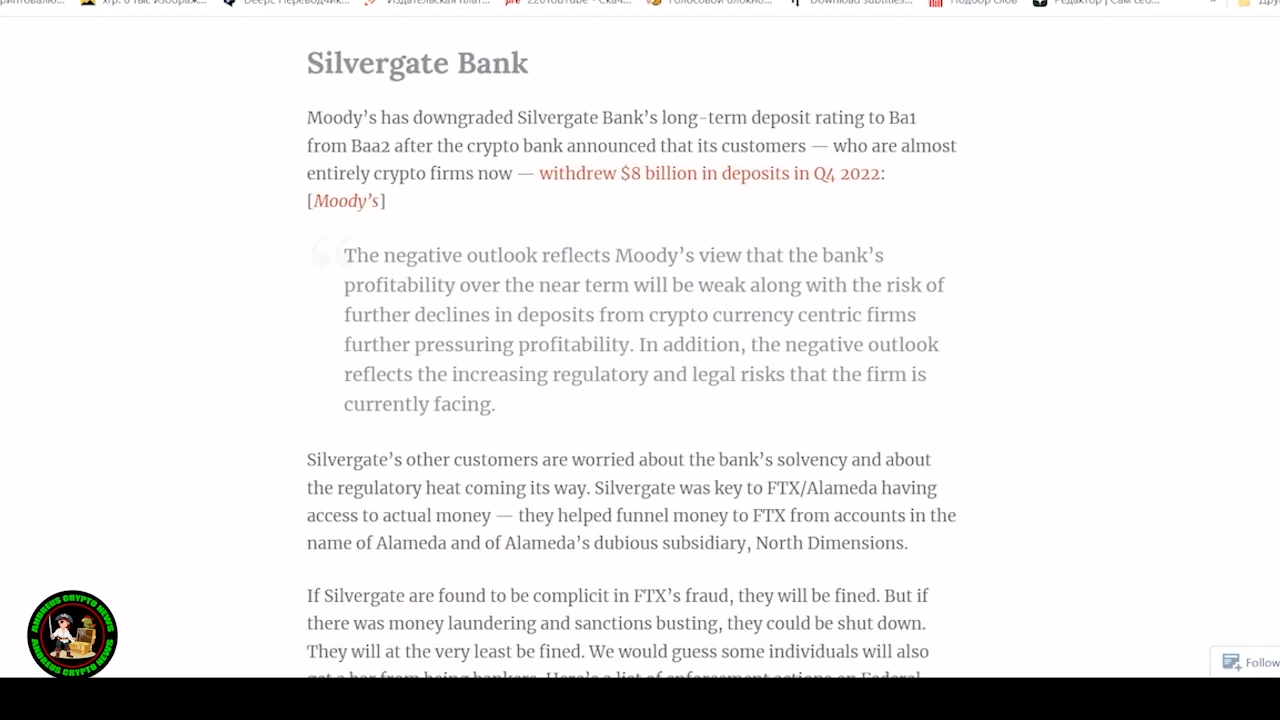 Silvergate Bank
Moody’s has downgraded Silvergate Bank’s long-term deposit rating to Ba1
from Baa2 after the crypto bank announced that its customers — who are almost
entirely crypto firms now — withdrew $8 billion in deposits in Q4 2022:
[Moody’s]
The negative outlook reflects Moody’s view that the bank’s
profitability over the near term will be weak along with the risk of
further declines in deposits from crypto currency centric firms
further pressuring profitability. In addition, the negative outlook
reflects the increasing regulatory and legal risks that the firm is
currently facing.
Silvergate’s other customers are worried about the bank’s solvency and about
the regulatory heat coming its way. Silvergate was key to FTX/Alameda having
access to actual money — they helped funnel money to FTX from accounts in the
name of Alameda and of Alameda’s dubious subsidiary, North Dimensions.
If Silvergate are found to be complicit in FTX’s fraud, they will be fined. But if
there was money laundering and sanctions busting, they could be shut down.
They will at the very least be fined. We would guess some individuals will also
ANDREUS CRYPTO NEWS
ANDREUS CRYPTO NEWS
Follow